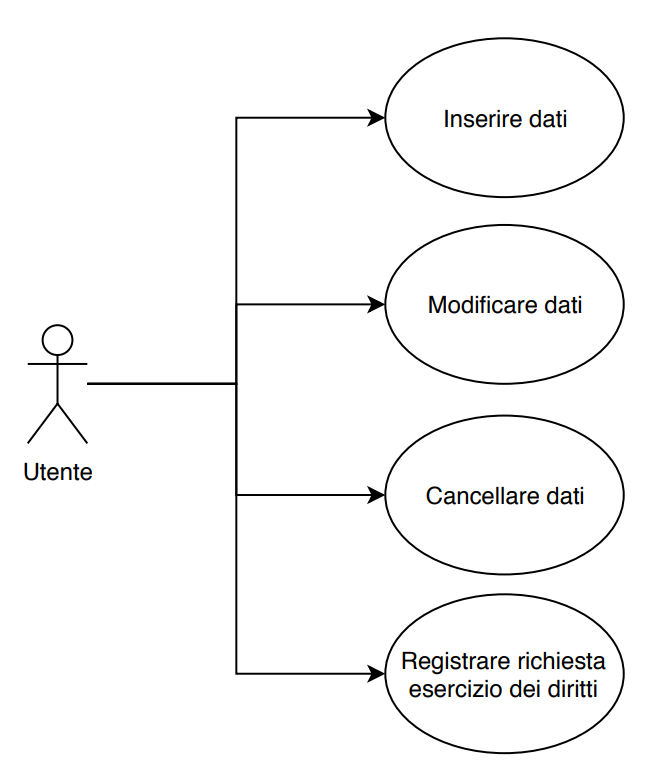 Inserire dati
Modificare dati
Utente
Cancellare dati
Registrare richiesta
esercizio dei diritti